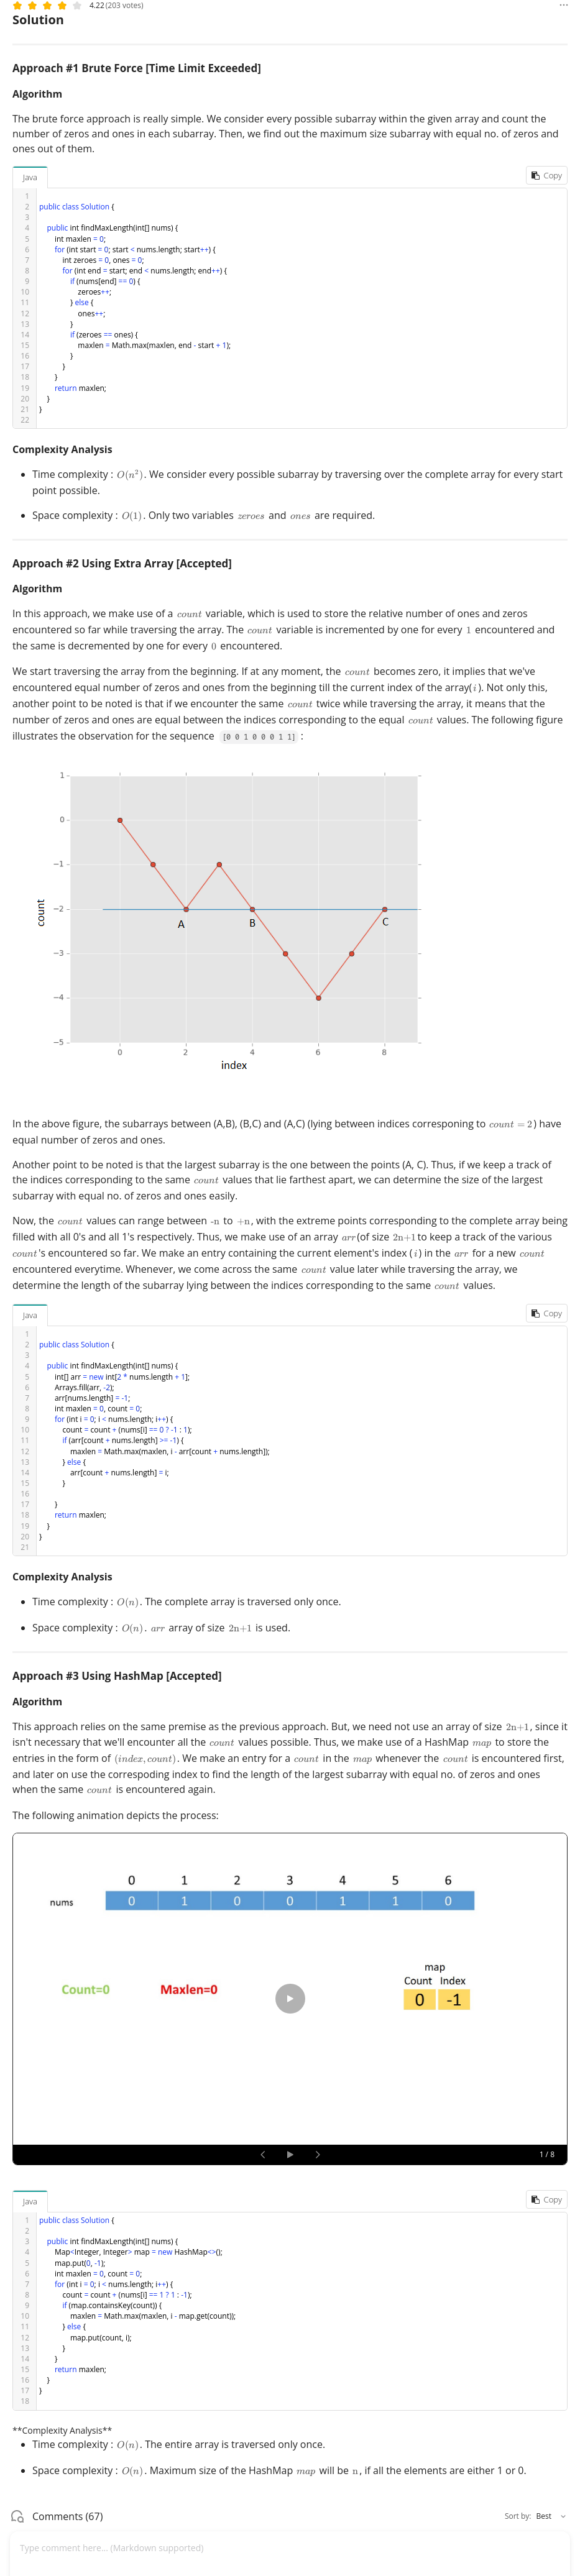 4.22 (203 votes)
Solution
Approach #1 Brute Force [Time Limit Exceeded]
Algorithm
The brute force approach is really simple. We consider every possible subarray within the given array and count the
number of zeros and ones in each subarray. Then, we find out the maximum size subarray with equal no. of zeros and
ones out of them.
Java
Copy
1
2 public class Solution {
3
4 public int findMaxLength(int[] nums) {
5 int maxlen = 0;
6 for (int start = 0; start < nums.length; start++) {
7 int zeroes = 0, ones = 0;
8 for (int end = start; end < nums.length; end++) {
9 if (nums[end] == 0) {
10 zeroes++;
11 } else {
12 ones++;
13 }
14 if (zeroes == ones) {
15 maxlen = Math.max(maxlen, end - start + 1);
16 }
17 }
18 }
19 return maxlen;
20 }
21 }
22
Complexity Analysis
• Time complexity : O(n²). We consider every possible subarray by traversing over the complete array for every start
point possible.
• Space complexity : O(1). Only two variables zeroes and ones are required.
Approach #2 Using Extra Array [Accepted]
Algorithm
In this approach, we make use of a count variable, which is used to store the relative number of ones and zeros
encountered so far while traversing the array. The count variable is incremented by one for every 1 encountered and
the same is decremented by one for every 0 encountered.
We start traversing the array from the beginning. If at any moment, the count becomes zero, it implies that we've
encountered equal number of zeros and ones from the beginning till the current index of the array(i). Not only this,
another point to be noted is that if we encounter the same count twice while traversing the array, it means that the
number of zeros and ones are equal between the indices corresponding to the equal count values. The following figure
illustrates the observation for the sequence [0 0 1 0 0 0 1 1] :
1
0
−1
−2
−3
−4
−5
count
A
B
C
0 2 4 6 8
index
In the above figure, the subarrays between (A,B), (B,C) and (A,C) (lying between indices corresponing to count = 2) have
equal number of zeros and ones.
Another point to be noted is that the largest subarray is the one between the points (A, C). Thus, if we keep a track of
the indices corresponding to the same count values that lie farthest apart, we can determine the size of the largest
subarray with equal no. of zeros and ones easily.
Now, the count values can range between -n to +n, with the extreme points corresponding to the complete array being
filled with all 0's and all 1's respectively. Thus, we make use of an array arr(of size 2n+1to keep a track of the various
count's encountered so far. We make an entry containing the current element's index (i) in the arr for a new count
encountered everytime. Whenever, we come across the same count value later while traversing the array, we
determine the length of the subarray lying between the indices corresponding to the same count values.
Java
Copy
1
2 public class Solution {
3
4 public int findMaxLength(int[] nums) {
5 int[] arr = new int[2 * nums.length + 1];
6 Arrays.fill(arr, -2);
7 arr[nums.length] = -1;
8 int maxlen = 0, count = 0;
9 for (int i = 0; i < nums.length; i++) {
10 count = count + (nums[i] == 0 ? -1 : 1);
11 if (arr[count + nums.length] >= -1) {
12 maxlen = Math.max(maxlen, i - arr[count + nums.length]);
13 } else {
14 arr[count + nums.length] = i;
15 }
16
17 }
18 return maxlen;
19 }
20 }
21
Complexity Analysis
• Time complexity : O(n). The complete array is traversed only once.
• Space complexity : O(n). arr array of size 2n+1 is used.
Approach #3 Using HashMap [Accepted]
Algorithm
This approach relies on the same premise as the previous approach. But, we need not use an array of size 2n+1, since it
isn't necessary that we'll encounter all the count values possible. Thus, we make use of a HashMap map to store the
entries in the form of (index, count). We make an entry for a count in the map whenever the count is encountered first,
and later on use the correspoding index to find the length of the largest subarray with equal no. of zeros and ones
when the same count is encountered again.
The following animation depicts the process:
0 1 2 3 4 5 6
nums 0 1 0 0 1 1 0
map
Count Index
Count=0 Maxlen=0 0 -1
1 / 8
Java
Copy
1 public class Solution {
2
3 public int findMaxLength(int[] nums) {
4 Map<Integer, Integer> map = new HashMap<>();
5 map.put(0, -1);
6 int maxlen = 0, count = 0;
7 for (int i = 0; i < nums.length; i++) {
8 count = count + (nums[i] == 1 ? 1 : -1);
9 if (map.containsKey(count)) {
10 maxlen = Math.max(maxlen, i - map.get(count));
11 } else {
12 map.put(count, i);
13 }
14 }
15 return maxlen;
16 }
17 }
18
**Complexity Analysis**
• Time complexity : O(n). The entire array is traversed only once.
• Space complexity : O(n). Maximum size of the HashMap map will be n, if all the elements are either 1 or 0.
Comments (67)
Sort by: Best
Type comment here... (Markdown supported)